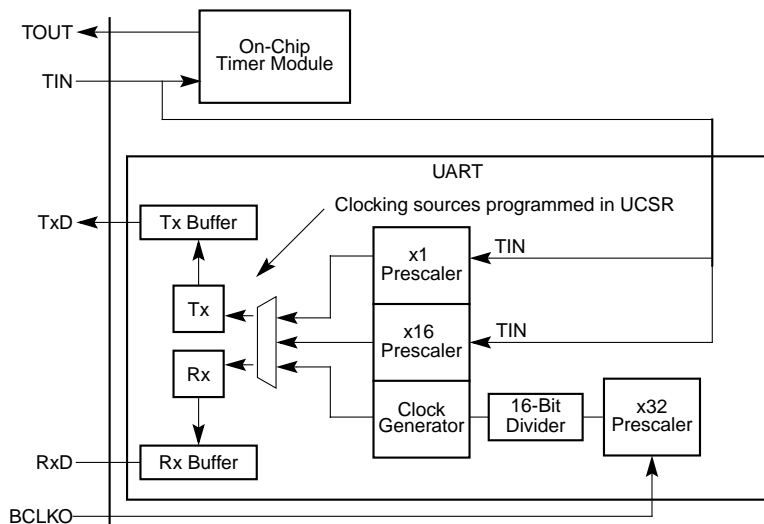 TOUT
On-Chip
Timer Module
TIN
UART
TxD
Tx Buffer
Clocking sources programmed in UCSR
x1
Prescaler
TIN
Tx
x16
Prescaler
TIN
Rx
Clock
Generator
16-Bit
Divider
x32
Prescaler
RxD
Rx Buffer
BCLKO